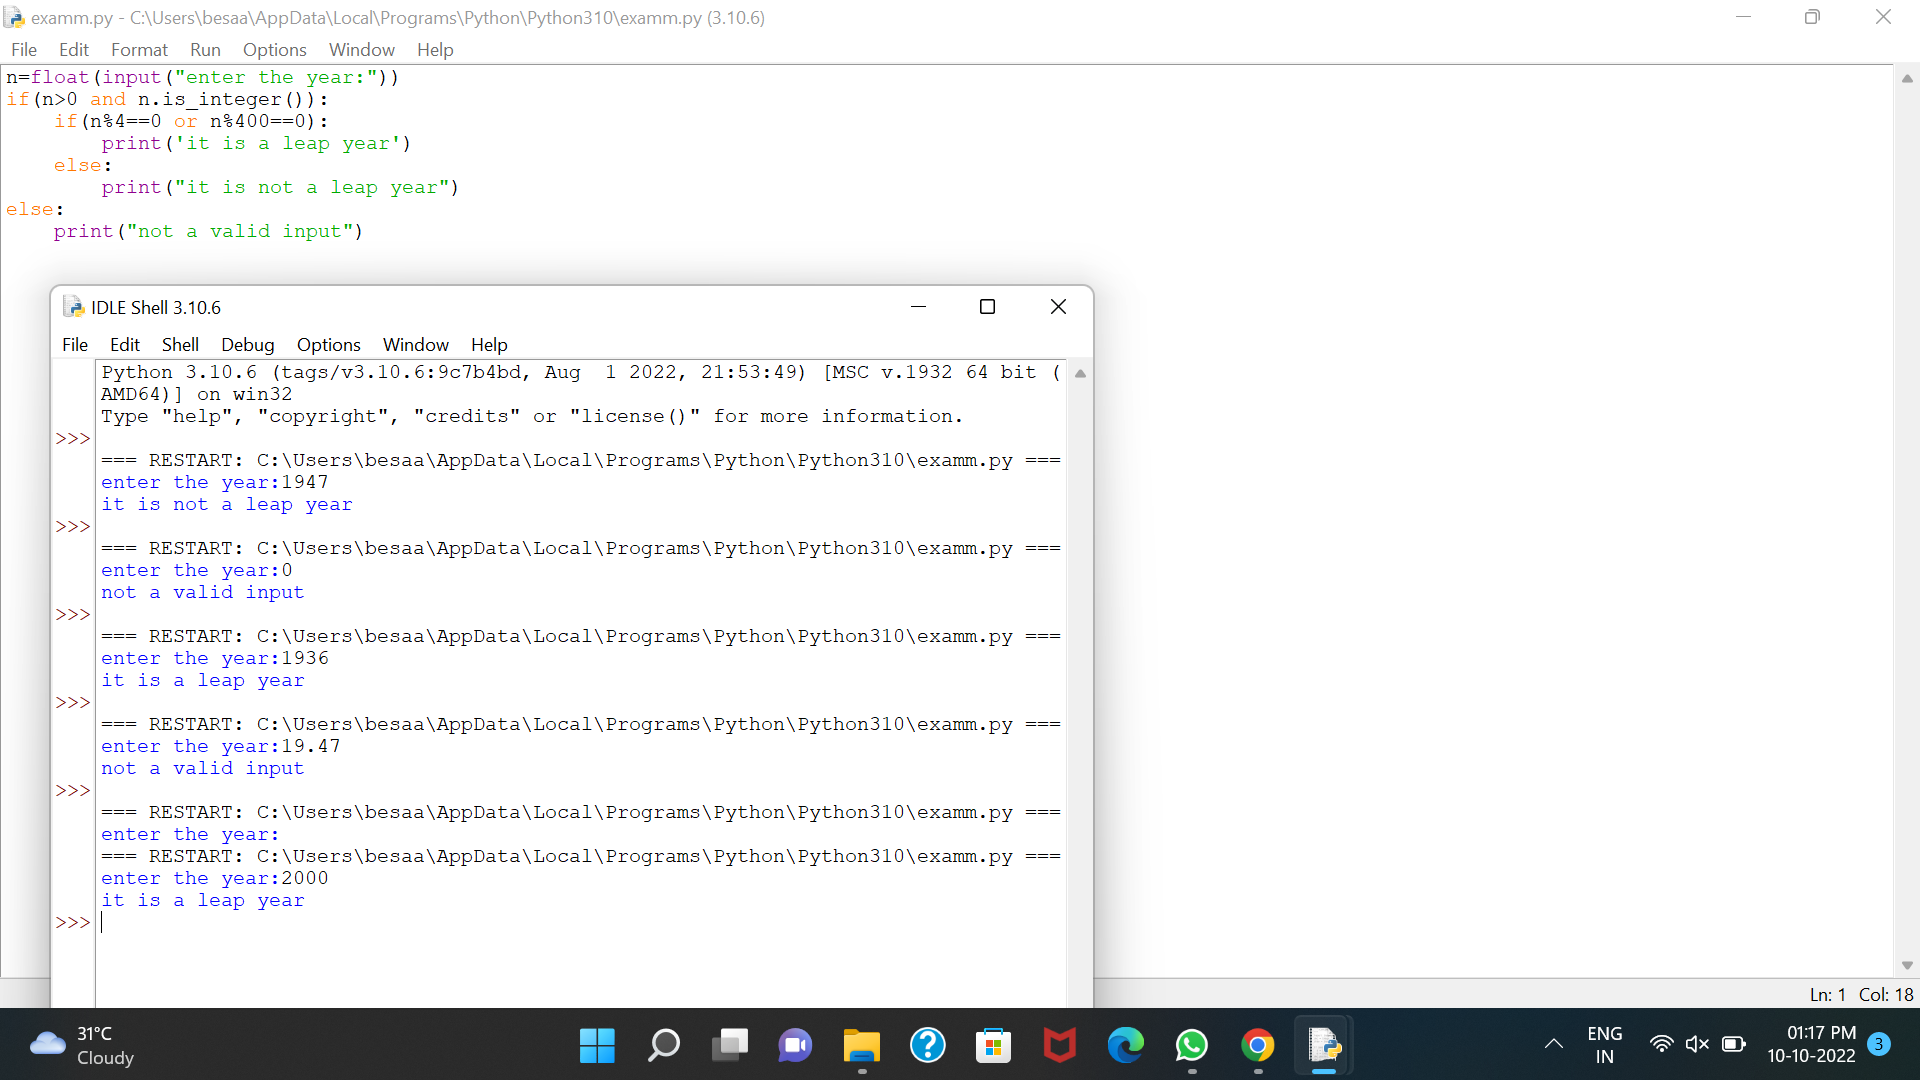 examm.py - C:\Users\besaa\AppData\Local\Programs\Python\Python310\examm.py (3.10.6)
File Edit Format Run Options Window Help
n=float(input("enter the year:"))
if(n>0 and n.is_integer()):
    if(n%4==0 or n%400==0):
        print('it is a leap year')
    else:
        print("it is not a leap year")
else:
    print("not a valid input")
IDLE Shell 3.10.6
File Edit Shell Debug Options Window Help
Python 3.10.6 (tags/v3.10.6:9c7b4bd, Aug  1 2022, 21:53:49) [MSC v.1932 64 bit (
AMD64)] on win32
Type "help", "copyright", "credits" or "license()" for more information.
>>>
=== RESTART: C:\Users\besaa\AppData\Local\Programs\Python\Python310\examm.py ===
enter the year:1947
it is not a leap year
>>>
=== RESTART: C:\Users\besaa\AppData\Local\Programs\Python\Python310\examm.py ===
enter the year:0
not a valid input
>>>
=== RESTART: C:\Users\besaa\AppData\Local\Programs\Python\Python310\examm.py ===
enter the year:1936
it is a leap year
>>>
=== RESTART: C:\Users\besaa\AppData\Local\Programs\Python\Python310\examm.py ===
enter the year:19.47
not a valid input
>>>
=== RESTART: C:\Users\besaa\AppData\Local\Programs\Python\Python310\examm.py ===
enter the year:
=== RESTART: C:\Users\besaa\AppData\Local\Programs\Python\Python310\examm.py ===
enter the year:2000
it is a leap year
>>>
Ln: 1 Col: 18
31°C
Cloudy
ENG
IN
01:17 PM
10-10-2022
3